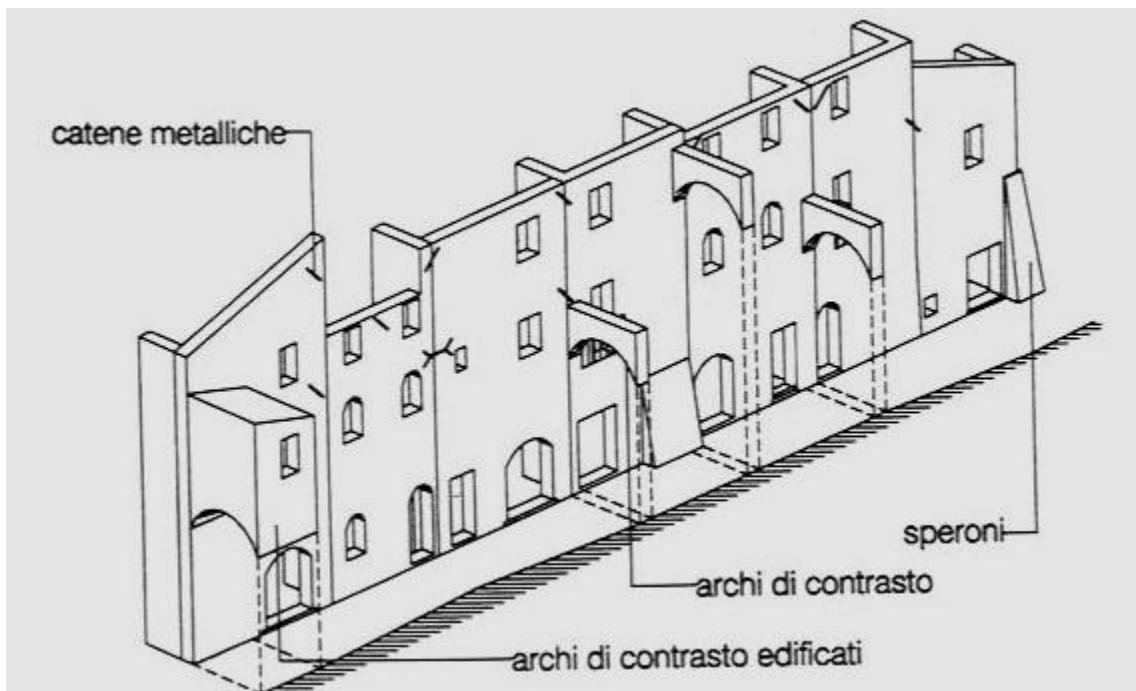 catene metalliche
speroni
archi di contrasto
archi di contrasto edificati